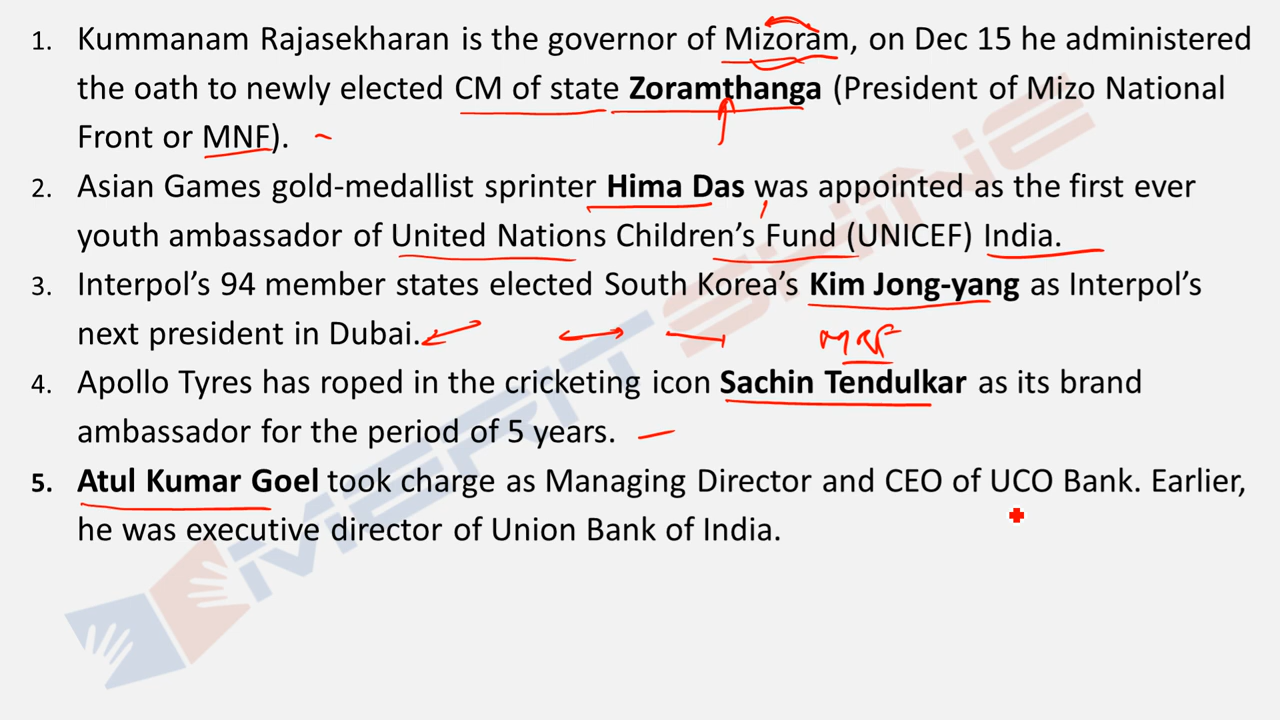 1. Kummanam Rajasekharan is the governor of Mizoram, on Dec 15 he administered
the oath to newly elected CM of state Zoramthanga (President of Mizo National
Front or MNF).
2. Asian Games gold-medallist sprinter Hima Das was appointed as the first ever
youth ambassador of United Nations Children’s Fund (UNICEF) India.
3. Interpol’s 94 member states elected South Korea’s Kim Jong-yang as Interpol’s
next president in Dubai.
MRF
4. Apollo Tyres has roped in the cricketing icon Sachin Tendulkar as its brand
ambassador for the period of 5 years.
5. Atul Kumar Goel took charge as Managing Director and CEO of UCO Bank. Earlier,
he was executive director of Union Bank of India.
MERITSHINE